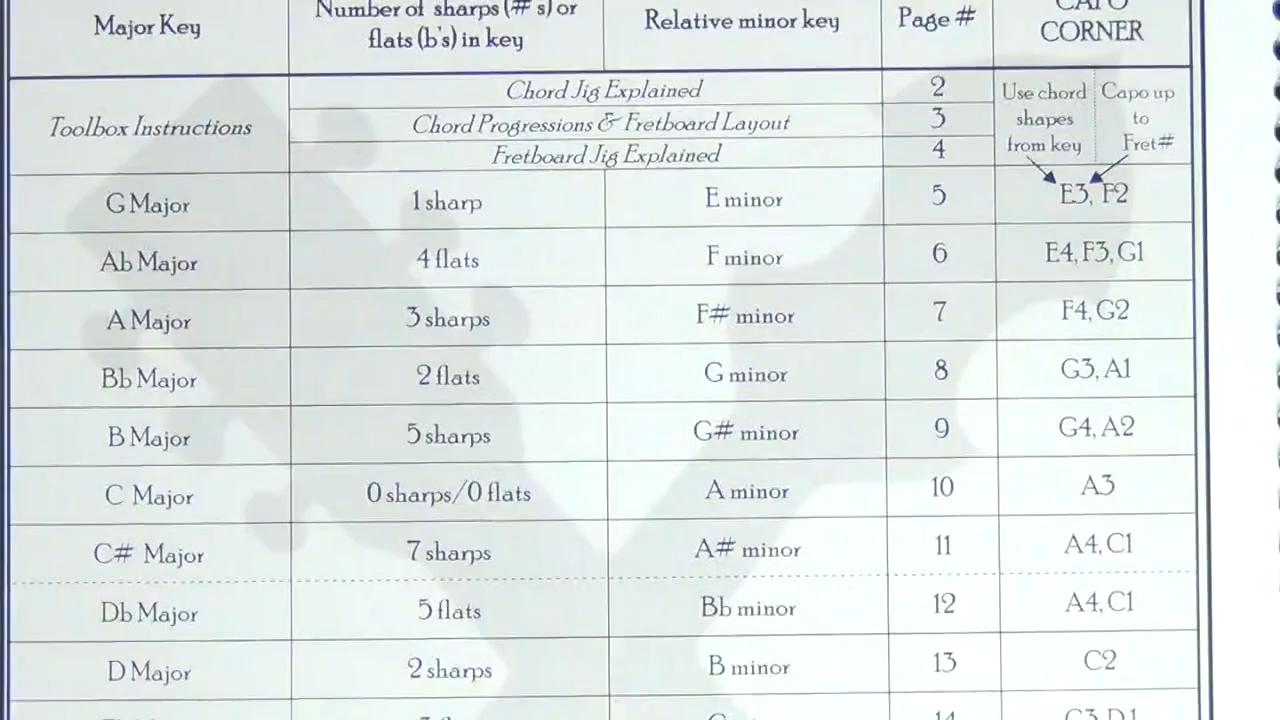 Major Key
Number of sharps (# s) or
flats (b's) in key
Relative minor key
Page #
CAPO
CORNER
Toolbox Instructions
Chord Jig Explained 2
Chord Progressions & Fretboard Layout 3
Fretboard Jig Explained 4
Use chord
shapes
from key
Capo up
to
Fret#
G Major 1 sharp E minor 5 E3, F2
Ab Major 4 flats F minor 6 E4, F3, G1
A Major 3 sharps F# minor 7 F4, G2
Bb Major 2 flats G minor 8 G3, A1
B Major 5 sharps G# minor 9 G4, A2
C Major 0 sharps/0 flats A minor 10 A3
C# Major 7 sharps A# minor 11 A4, C1
Db Major 5 flats Bb minor 12 A4, C1
D Major 2 sharps B minor 13 C2
14 C3, D1